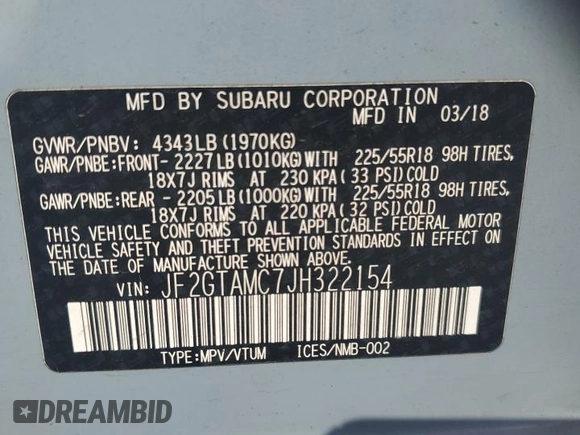 MFD BY SUBARU CORPORATION
MFD IN 03/18
GVWR/PNBV: 4343LB(1970KG)
GAWR/PNBE:FRONT-2227LB(1010KG)WITH 225/55R18 98H TIRES,
18X7J RIMS AT 230 KPA(33 PSI)COLD
GAWR/PNBE:REAR -2205LB(1000KG)WITH 225/55R18 98H TIRES,
18X7J RIMS AT 220 KPA(32 PSI)COLD
THIS VEHICLE CONFORMS TO ALL APPLICABLE FEDERAL MOTOR
VEHICLE SAFETY AND THEFT PREVENTION STANDARDS IN EFFECT ON
THE DATE OF MANUFACTURE SHOWN ABOVE.
VIN: JF2GTAMC7JH322154
TYPE:MPV/VTUM ICES/NMB-002
DREAMBID